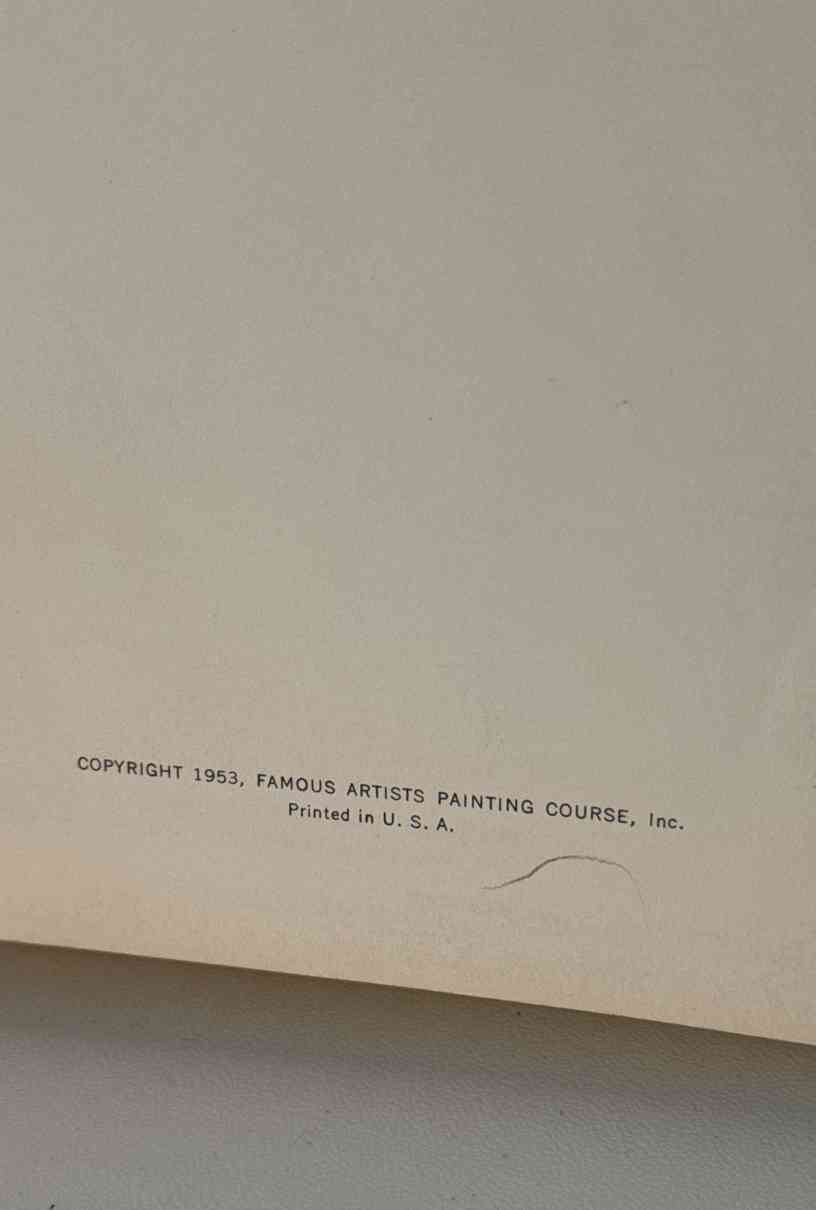 COPYRIGHT 1953, FAMOUS ARTISTS PAINTING COURSE, Inc.
Printed in U. S. A.